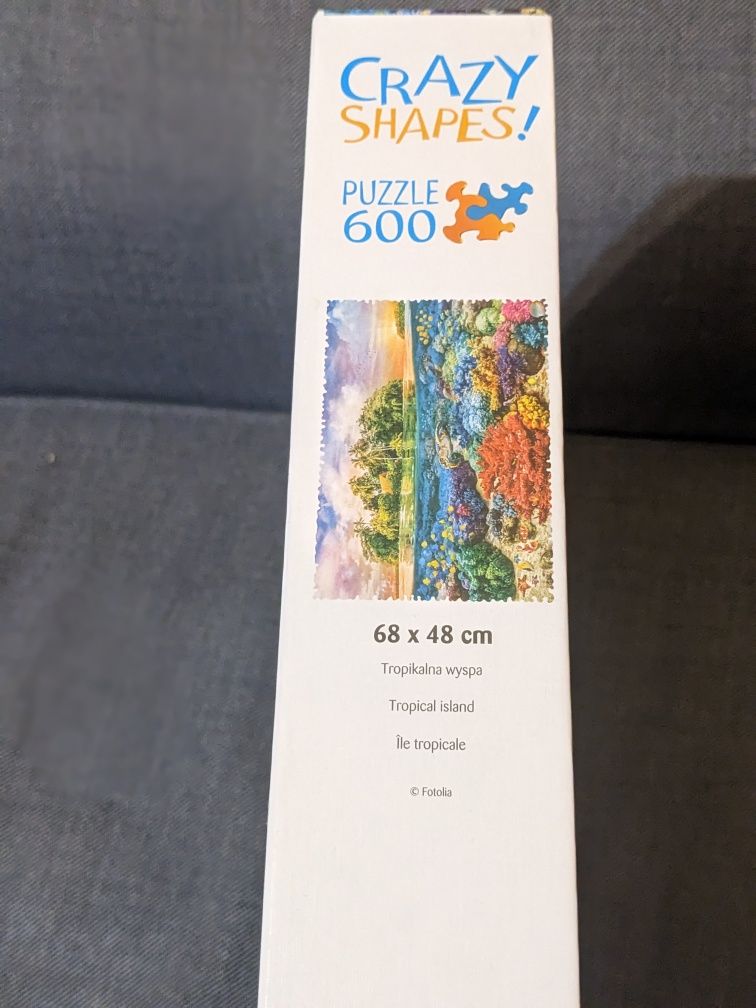 CRAZY
SHAPES!
PUZZLE
600
68 x 48 cm
Tropikalna wyspa
Tropical island
Île tropicale
© Fotolia